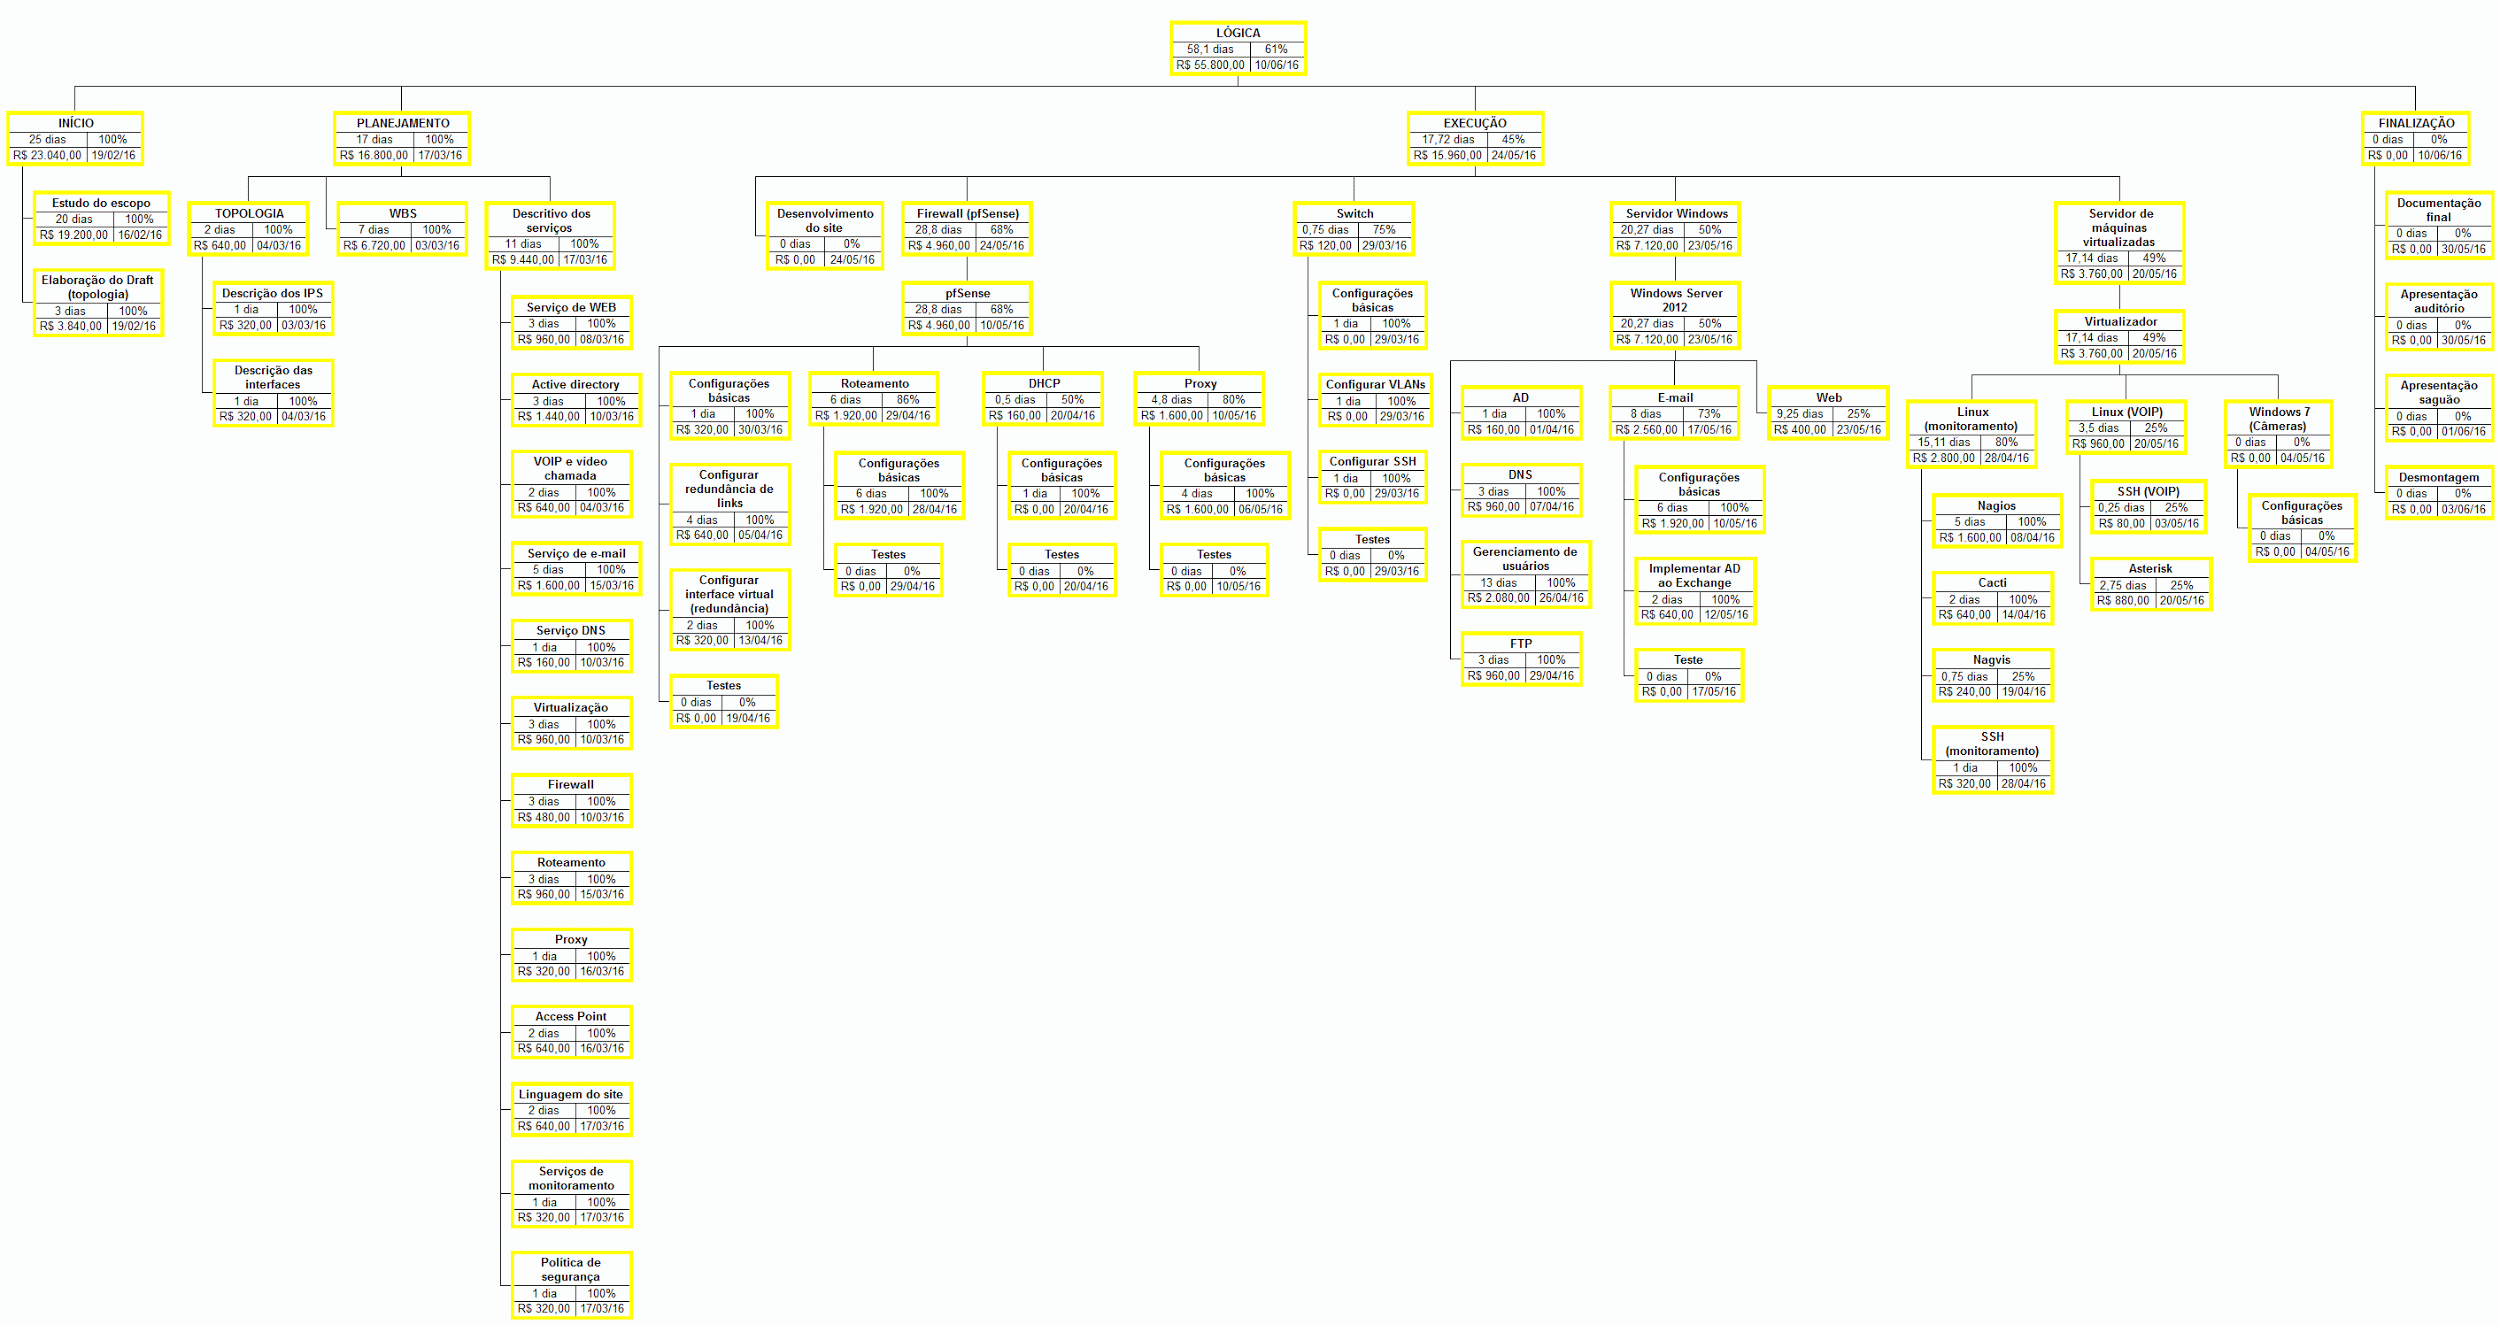 LÓGICA
58,1 dias 61%
R$ 55.800,00 10/06/16
INÍCIO
25 dias 100%
R$ 23.040,00 19/02/16
Estudo do escopo
20 dias 100%
R$ 19.200,00 16/02/16
Elaboração do Draft
(topologia)
3 dias 100%
R$ 3.840,00 19/02/16
PLANEJAMENTO
17 dias 100%
R$ 16.800,00 17/03/16
TOPOLOGIA
2 dias 100%
R$ 640,00 04/03/16
Descrição dos IPS
1 dia 100%
R$ 320,00 03/03/16
Descrição das
interfaces
1 dia 100%
R$ 320,00 04/03/16
WBS
7 dias 100%
R$ 6.720,00 03/03/16
Descritivo dos
serviços
11 dias 100%
R$ 9.440,00 17/03/16
Serviço de WEB
3 dias 100%
R$ 960,00 08/03/16
Active directory
3 dias 100%
R$ 1.440,00 10/03/16
VOIP e vídeo
chamada
2 dias 100%
R$ 640,00 04/03/16
Serviço de e-mail
5 dias 100%
R$ 1.600,00 15/03/16
Serviço DNS
1 dia 100%
R$ 160,00 10/03/16
Virtualização
3 dias 100%
R$ 960,00 10/03/16
Firewall
3 dias 100%
R$ 480,00 10/03/16
Roteamento
3 dias 100%
R$ 960,00 15/03/16
Proxy
1 dia 100%
R$ 320,00 16/03/16
Access Point
2 dias 100%
R$ 640,00 16/03/16
Linguagem do site
2 dias 100%
R$ 640,00 17/03/16
Serviços de
monitoramento
1 dia 100%
R$ 320,00 17/03/16
Política de
segurança
1 dia 100%
R$ 320,00 17/03/16
EXECUÇÃO
17,72 dias 45%
R$ 15.960,00 24/05/16
Desenvolvimento
do site
0 dias 0%
R$ 0,00 24/05/16
Firewall (pfSense)
28,8 dias 68%
R$ 4.960,00 24/05/16
pfSense
28,8 dias 68%
R$ 4.960,00 10/05/16
Configurações
básicas
1 dia 100%
R$ 320,00 30/03/16
Configurar
redundância de
links
4 dias 100%
R$ 640,00 05/04/16
Configurar
interface virtual
(redundância)
2 dias 100%
R$ 320,00 13/04/16
Testes
0 dias 0%
R$ 0,00 19/04/16
Roteamento
6 dias 86%
R$ 1.920,00 29/04/16
Configurações
básicas
6 dias 100%
R$ 1.920,00 28/04/16
Testes
0 dias 0%
R$ 0,00 29/04/16
DHCP
0,5 dias 50%
R$ 160,00 20/04/16
Configurações
básicas
1 dia 100%
R$ 0,00 20/04/16
Testes
0 dias 0%
R$ 0,00 20/04/16
Proxy
4,8 dias 80%
R$ 1.600,00 10/05/16
Configurações
básicas
4 dias 100%
R$ 1.600,00 06/05/16
Testes
0 dias 0%
R$ 0,00 10/05/16
Switch
0,75 dias 75%
R$ 120,00 29/03/16
Configurações
básicas
1 dia 100%
R$ 0,00 29/03/16
Configurar VLANs
1 dia 100%
R$ 0,00 29/03/16
Configurar SSH
1 dia 100%
R$ 0,00 29/03/16
Testes
0 dias 0%
R$ 0,00 29/03/16
Servidor Windows
20,27 dias 50%
R$ 7.120,00 23/05/16
Windows Server
2012
20,27 dias 50%
R$ 7.120,00 23/05/16
AD
1 dia 100%
R$ 160,00 01/04/16
DNS
3 dias 100%
R$ 960,00 07/04/16
Gerenciamento de
usuários
13 dias 100%
R$ 2.080,00 26/04/16
FTP
3 dias 100%
R$ 960,00 29/04/16
E-mail
8 dias 73%
R$ 2.560,00 17/05/16
Configurações
básicas
6 dias 100%
R$ 1.920,00 10/05/16
Implementar AD
ao Exchange
2 dias 100%
R$ 640,00 12/05/16
Teste
0 dias 0%
R$ 0,00 17/05/16
Web
9,25 dias 25%
R$ 400,00 23/05/16
Servidor de
máquinas
virtualizadas
17,14 dias 49%
R$ 3.760,00 20/05/16
Virtualizador
17,14 dias 49%
R$ 3.760,00 20/05/16
Linux
(monitoramento)
15,11 dias 80%
R$ 2.800,00 28/04/16
Nagios
5 dias 100%
R$ 1.600,00 08/04/16
Cacti
2 dias 100%
R$ 640,00 14/04/16
Nagvis
0,75 dias 25%
R$ 240,00 19/04/16
SSH
(monitoramento)
1 dia 100%
R$ 320,00 28/04/16
Linux (VOIP)
3,5 dias 25%
R$ 960,00 20/05/16
SSH (VOIP)
0,25 dias 25%
R$ 80,00 03/05/16
Asterisk
2,75 dias 25%
R$ 880,00 20/05/16
Windows 7
(Câmeras)
0 dias 0%
R$ 0,00 04/05/16
Configurações
básicas
0 dias 0%
R$ 0,00 04/05/16
FINALIZAÇÃO
0 dias 0%
R$ 0,00 10/06/16
Documentação
final
0 dias 0%
R$ 0,00 30/05/16
Apresentação
auditório
0 dias 0%
R$ 0,00 30/05/16
Apresentação
saguão
0 dias 0%
R$ 0,00 01/06/16
Desmontagem
0 dias 0%
R$ 0,00 03/06/16